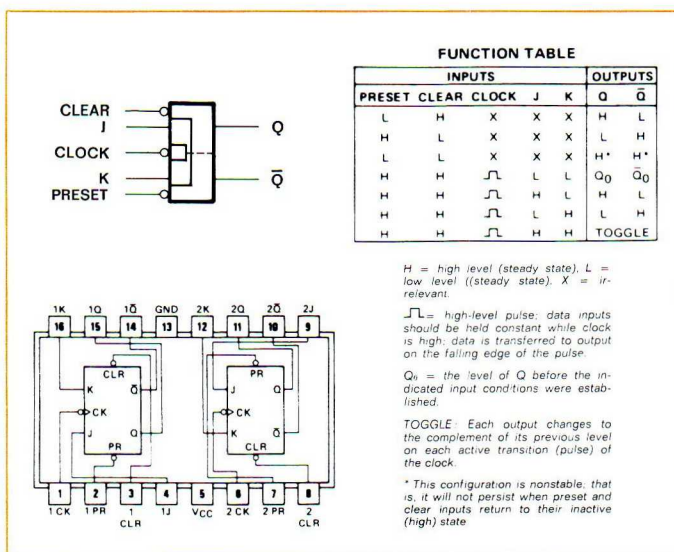 CLEAR
J
CLOCK
K
PRESET
Q
Q̄
FUNCTION TABLE
INPUTS OUTPUTS
PRESET CLEAR CLOCK J K Q Q̄
L H X X X H L
H L X X X L H
L L X X X H* H*
H H ⎍ L L Q₀ Q̄₀
H H ⎍ H L H L
H H ⎍ L H L H
H H ⎍ H H TOGGLE
H = high level (steady state), L =
low level ((steady state), X = ir-
relevant.
⎍ = high-level pulse; data inputs
should be held constant while clock
is high; data is transferred to output
on the falling edge of the pulse.
Q₀ = the level of Q before the in-
dicated input conditions were estab-
lished.
TOGGLE: Each output changes to
the complement of its previous level
on each active transition (pulse) of
the clock.
* This configuration is nonstable; that
is, it will not persist when preset and
clear inputs return to their inactive
(high) state
1K 1Q 1Q̄ GND 2K 2Q 2Q̄ 2J
16 15 14 13 12 11 10 9
CLR PR
K Q̄ J Q
CK CK
J Q K Q̄
PR CLR
1 2 3 4 5 6 7 8
1 CK 1 PR 1 CLR 1J VCC 2 CK 2 PR 2 CLR